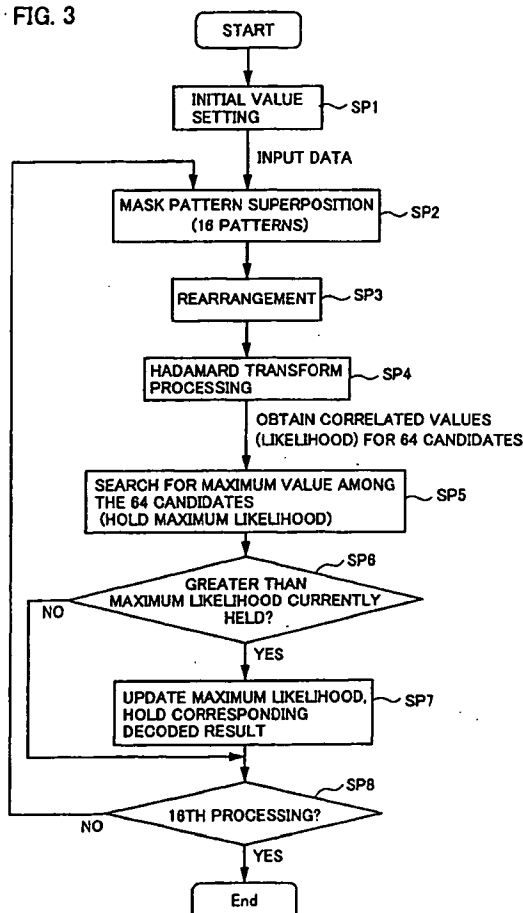 FIG. 3
START
INITIAL VALUE
SETTING
SP1
INPUT DATA
MASK PATTERN SUPERPOSITION
(16 PATTERNS)
SP2
REARRANGEMENT
SP3
HADAMARD TRANSFORM
PROCESSING
SP4
OBTAIN CORRELATED VALUES
(LIKELIHOOD) FOR 64 CANDIDATES
SEARCH FOR MAXIMUM VALUE AMONG
THE 64 CANDIDATES
(HOLD MAXIMUM LIKELIHOOD)
SP5
SP6
GREATER THAN
MAXIMUM LIKELIHOOD CURRENTLY
HELD?
NO
YES
UPDATE MAXIMUM LIKELIHOOD,
HOLD CORRESPONDING
DECODED RESULT
SP7
SP8
16TH PROCESSING?
NO
YES
End